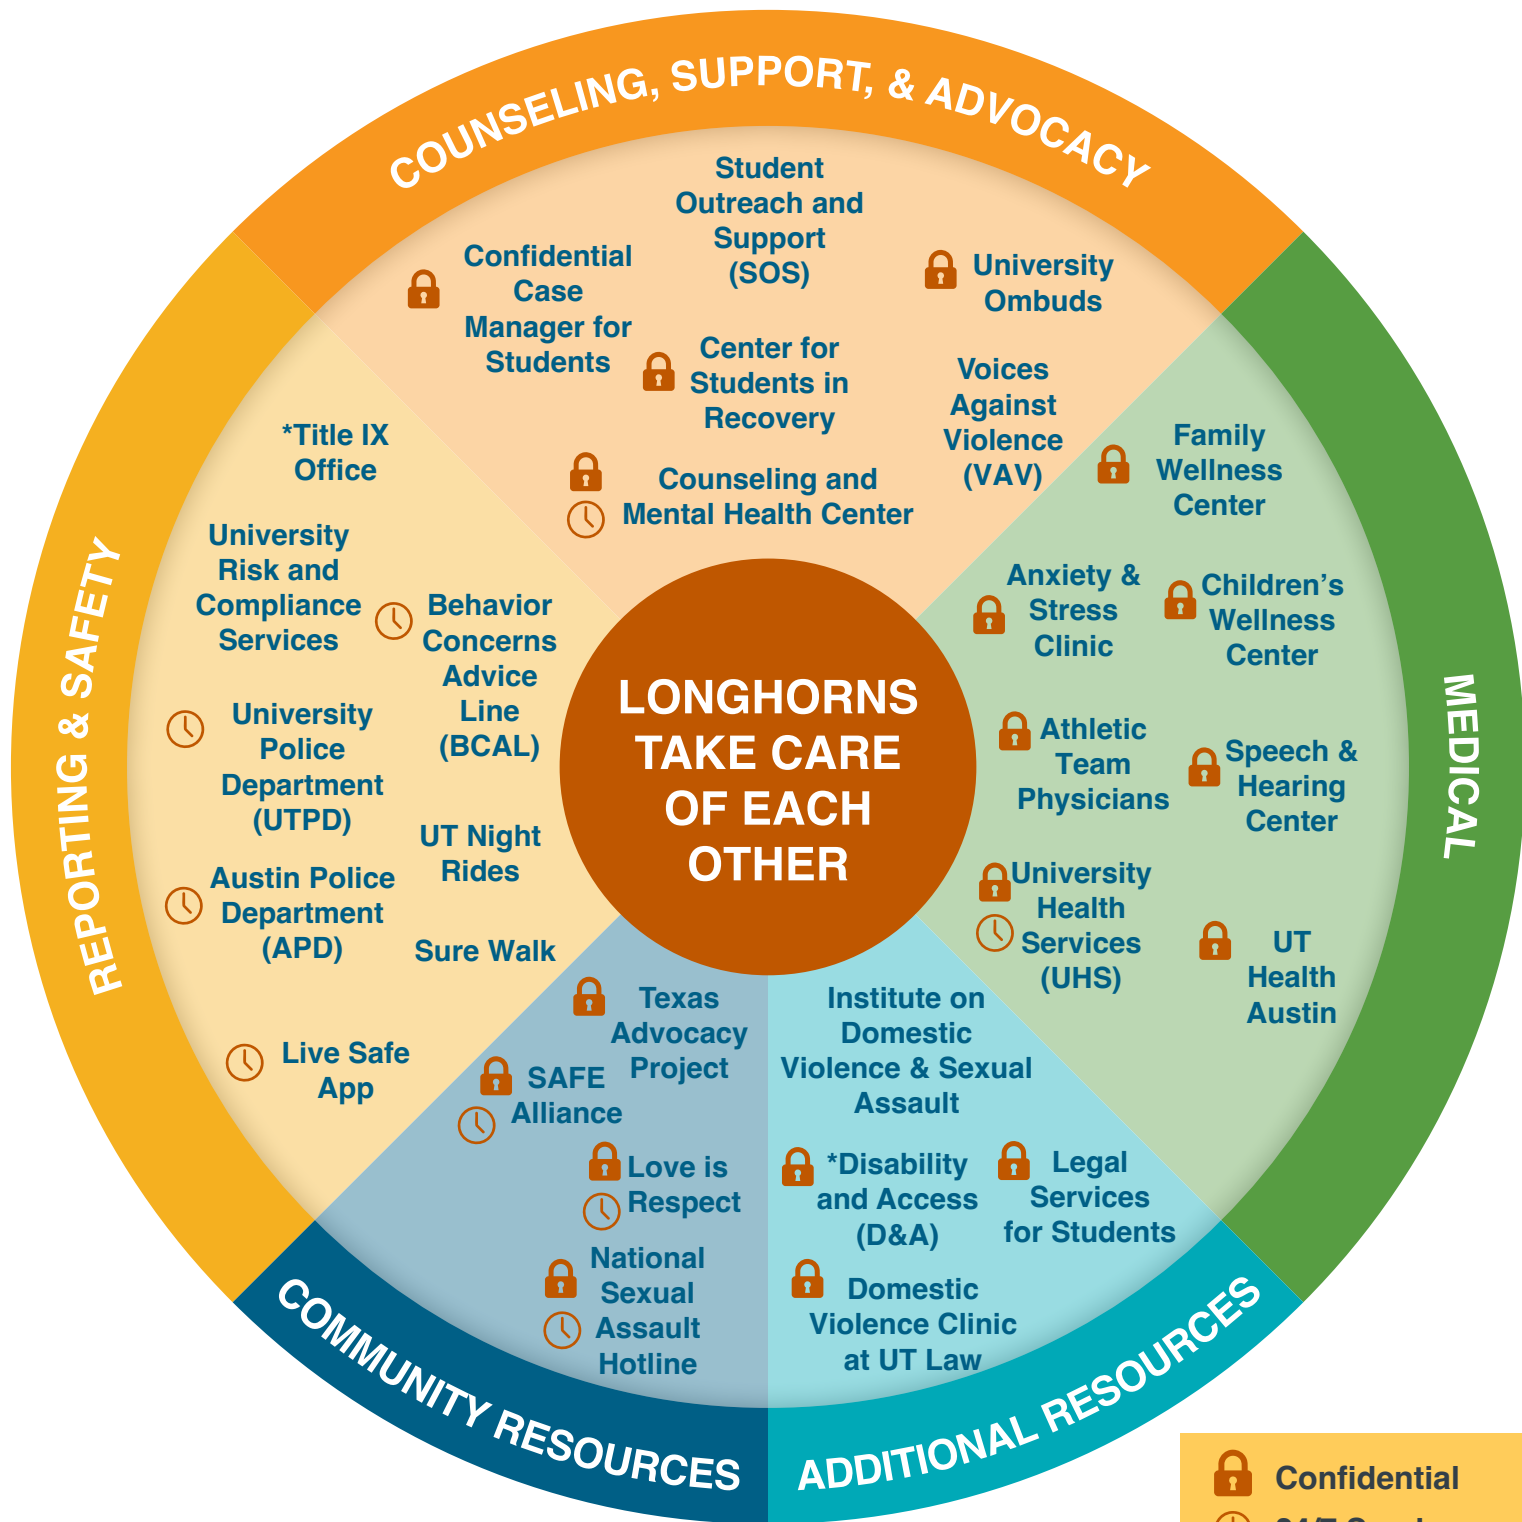 COUNSELING, SUPPORT, & ADVOCACY
Student
Outreach and
Support
(SOS)
Confidential
Case
Manager for
Students
University
Ombuds
Center for
Students in
Recovery
Voices
Against
Violence
(VAV)
Counseling and
Mental Health Center
MEDICAL
Family
Wellness
Center
Anxiety &
Stress
Clinic
Children’s
Wellness
Center
Athletic
Team
Physicians
Speech &
Hearing
Center
University
Health
Services
(UHS)
UT
Health
Austin
ADDITIONAL RESOURCES
Institute on
Domestic
Violence & Sexual
Assault
*Disability
and Access
(D&A)
Legal
Services
for Students
Domestic
Violence Clinic
at UT Law
COMMUNITY RESOURCES
Texas
Advocacy
Project
SAFE
Alliance
Love is
Respect
National
Sexual
Assault
Hotline
REPORTING & SAFETY
*Title IX
Office
University
Risk and
Compliance
Services
Behavior
Concerns
Advice
Line
(BCAL)
University
Police
Department
(UTPD)
UT Night
Rides
Austin Police
Department
(APD)
Sure Walk
Live Safe
App
LONGHORNS
TAKE CARE
OF EACH
OTHER
Confidential